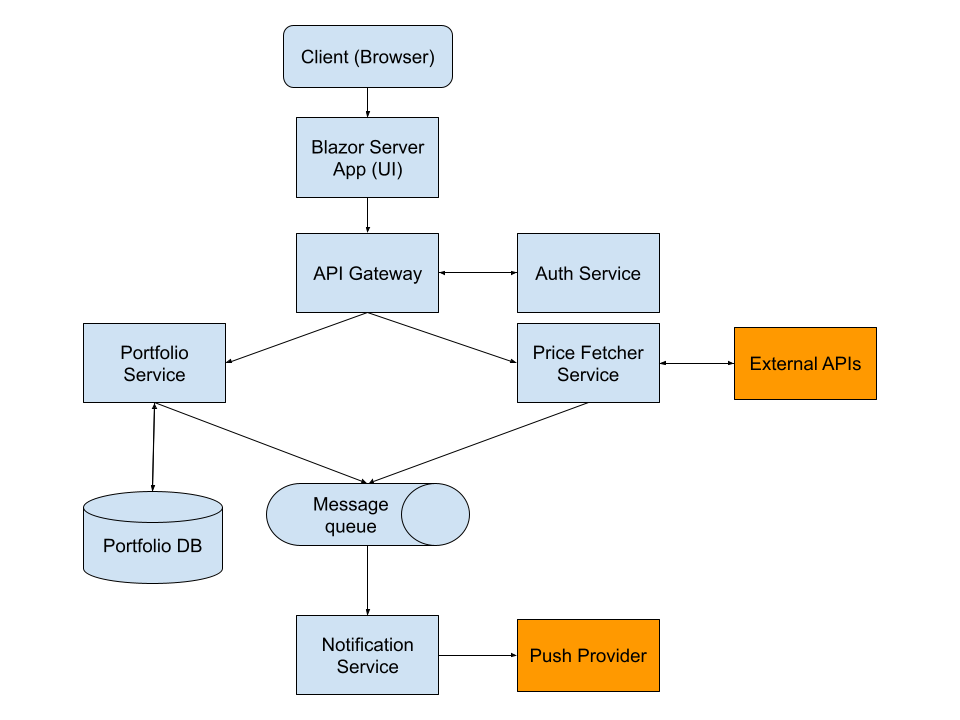 Client (Browser)
Blazor Server
App (UI)
API Gateway
Auth Service
Portfolio
Service
Price Fetcher
Service
External APIs
Message
queue
Portfolio DB
Notification
Service
Push Provider